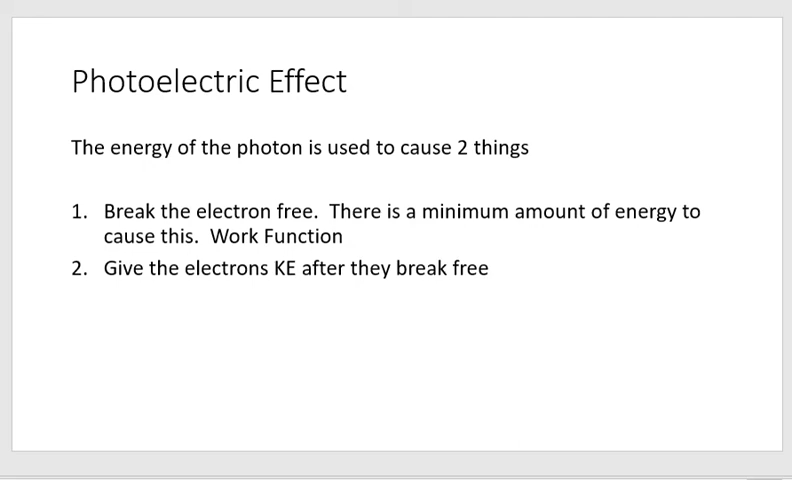 Photoelectric Effect
The energy of the photon is used to cause 2 things
1. Break the electron free. There is a minimum amount of energy to
cause this. Work Function
2. Give the electrons KE after they break free